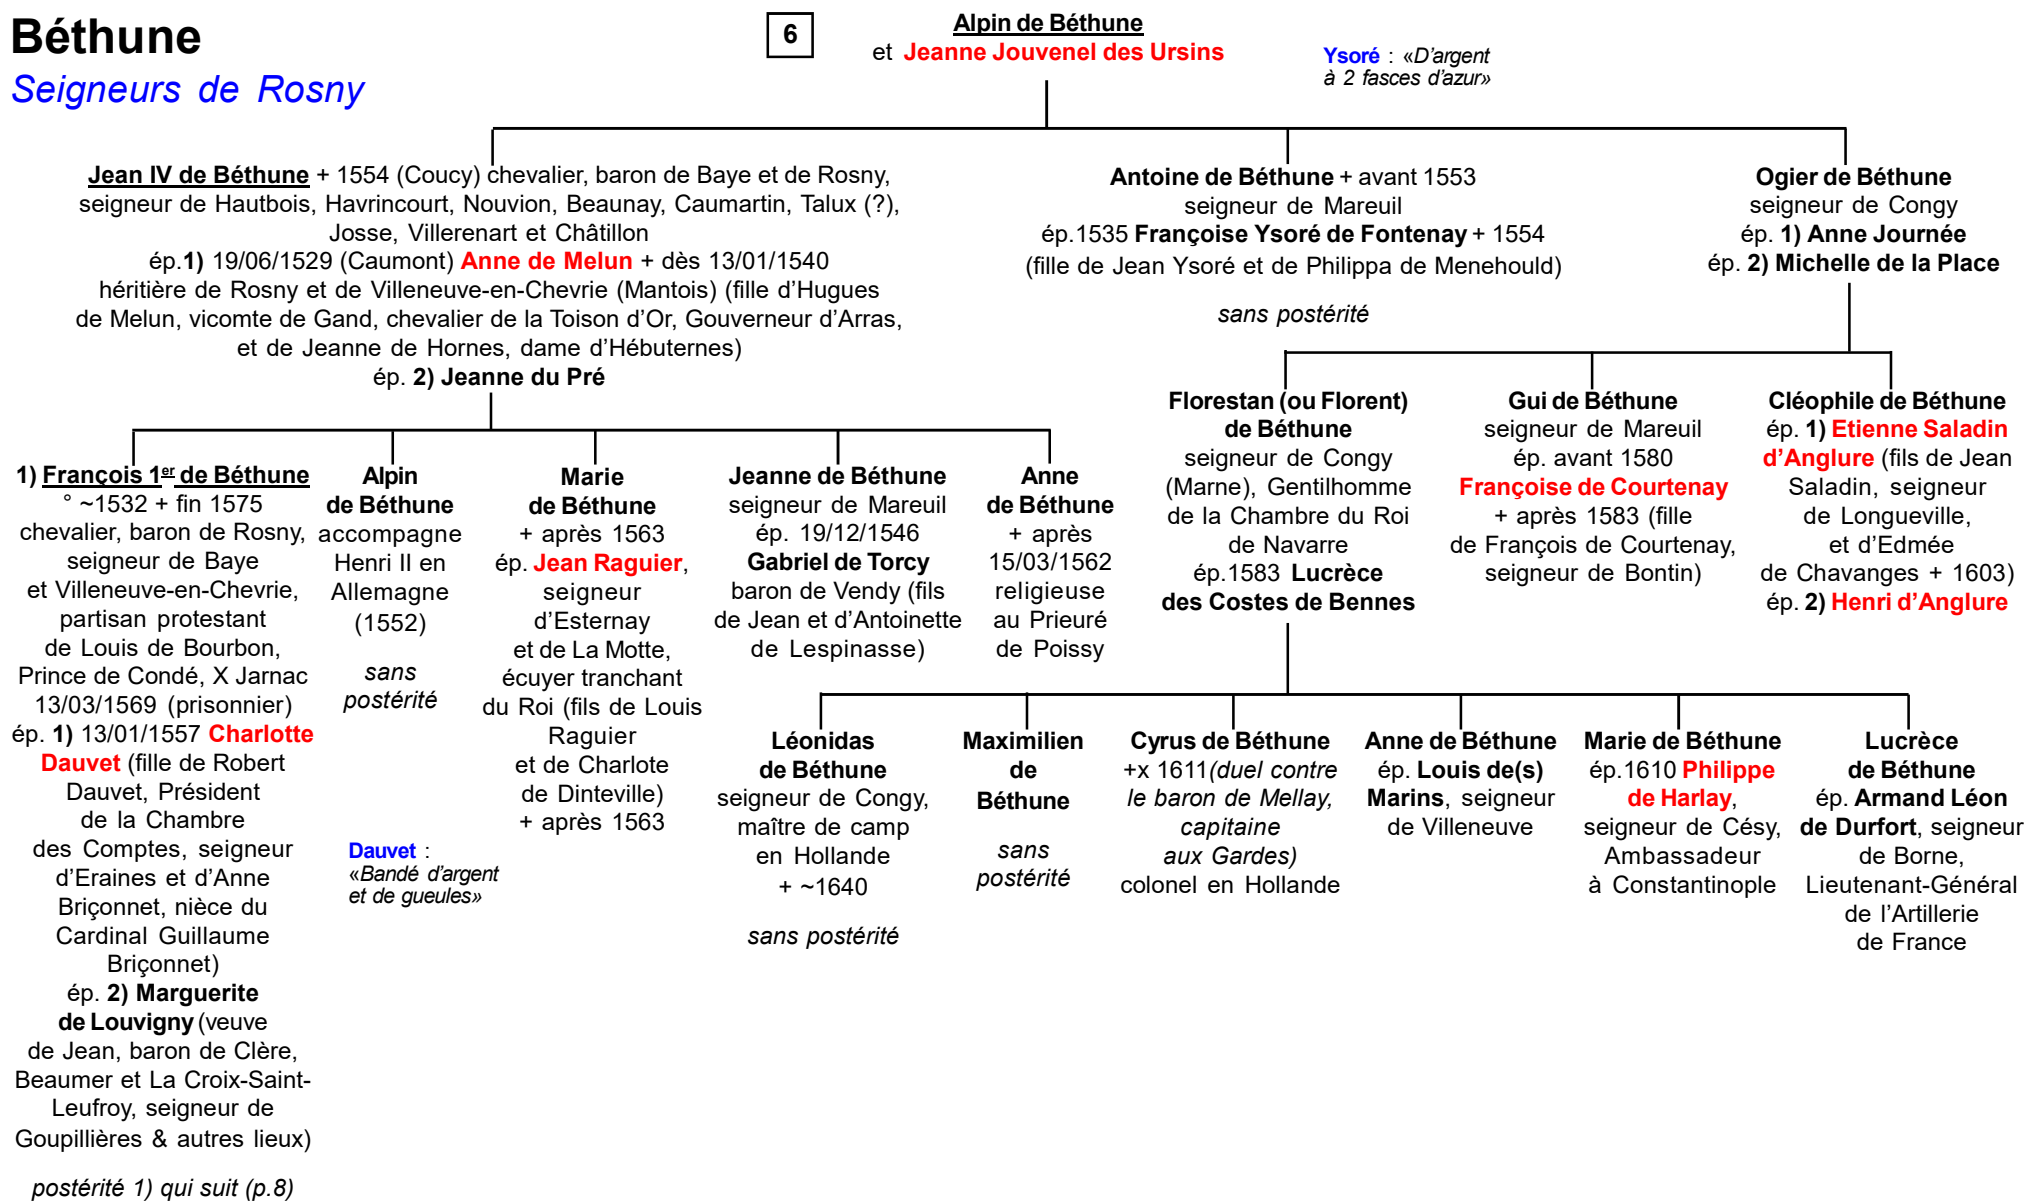 Béthune
Seigneurs de Rosny
6
Alpin de Béthune
et Jeanne Jouvenel des Ursins
Ysoré : «D’argent
à 2 fasces d’azur»
Jean IV de Béthune + 1554 (Coucy) chevalier, baron de Baye et de Rosny,
seigneur de Hautbois, Havrincourt, Nouvion, Beaunay, Caumartin, Talux (?),
Josse, Villerenart et Châtillon
ép.1) 19/06/1529 (Caumont) Anne de Melun + dès 13/01/1540
héritière de Rosny et de Villeneuve-en-Chevrie (Mantois) (fille d’Hugues
de Melun, vicomte de Gand, chevalier de la Toison d’Or, Gouverneur d’Arras,
et de Jeanne de Hornes, dame d’Hébuternes)
ép. 2) Jeanne du Pré
Antoine de Béthune + avant 1553
seigneur de Mareuil
ép.1535 Françoise Ysoré de Fontenay + 1554
(fille de Jean Ysoré et de Philippa de Menehould)
sans postérité
Ogier de Béthune
seigneur de Congy
ép. 1) Anne Journée
ép. 2) Michelle de la Place
Florestan (ou Florent)
de Béthune
seigneur de Congy
(Marne), Gentilhomme
de la Chambre du Roi
de Navarre
ép.1583 Lucrèce
des Costes de Bennes
Gui de Béthune
seigneur de Mareuil
ép. avant 1580
Françoise de Courtenay
+ après 1583 (fille
de François de Courtenay,
seigneur de Bontin)
Cléophile de Béthune
ép. 1) Etienne Saladin
d’Anglure (fils de Jean
Saladin, seigneur
de Longueville,
et d’Edmée
de Chavanges + 1603)
ép. 2) Henri d’Anglure
1) François 1er de Béthune
° ~1532 + fin 1575
chevalier, baron de Rosny,
seigneur de Baye
et Villeneuve-en-Chevrie,
partisan protestant
de Louis de Bourbon,
Prince de Condé, X Jarnac
13/03/1569 (prisonnier)
ép. 1) 13/01/1557 Charlotte
Dauvet (fille de Robert
Dauvet, Président
de la Chambre
des Comptes, seigneur
d’Eraines et d’Anne
Briçonnet, nièce du
Cardinal Guillaume
Briçonnet)
ép. 2) Marguerite
de Louvigny (veuve
de Jean, baron de Clère,
Beaumer et La Croix-Saint-
Leufroy, seigneur de
Goupillières & autres lieux)
postérité 1) qui suit (p.8)
Alpin
de Béthune
accompagne
Henri II en
Allemagne
(1552)
sans
postérité
Dauvet :
«Bandé d’argent
et de gueules»
Marie
de Béthune
+ après 1563
ép. Jean Raguier,
seigneur
d’Esternay
et de La Motte,
écuyer tranchant
du Roi (fils de Louis
Raguier
et de Charlote
de Dinteville)
+ après 1563
Jeanne de Béthune
seigneur de Mareuil
ép. 19/12/1546
Gabriel de Torcy
baron de Vendy (fils
de Jean et d’Antoinette
de Lespinasse)
Anne
de Béthune
+ après
15/03/1562
religieuse
au Prieuré
de Poissy
Léonidas
de Béthune
seigneur de Congy,
maître de camp
en Hollande
+ ~1640
sans postérité
Maximilien
de
Béthune
sans
postérité
Cyrus de Béthune
+x 1611(duel contre
le baron de Mellay,
capitaine
aux Gardes)
colonel en Hollande
Anne de Béthune
ép. Louis de(s)
Marins, seigneur
de Villeneuve
Marie de Béthune
ép.1610 Philippe
de Harlay,
seigneur de Césy,
Ambassadeur
à Constantinople
Lucrèce
de Béthune
ép. Armand Léon
de Durfort, seigneur
de Borne,
Lieutenant-Général
de l’Artillerie
de France